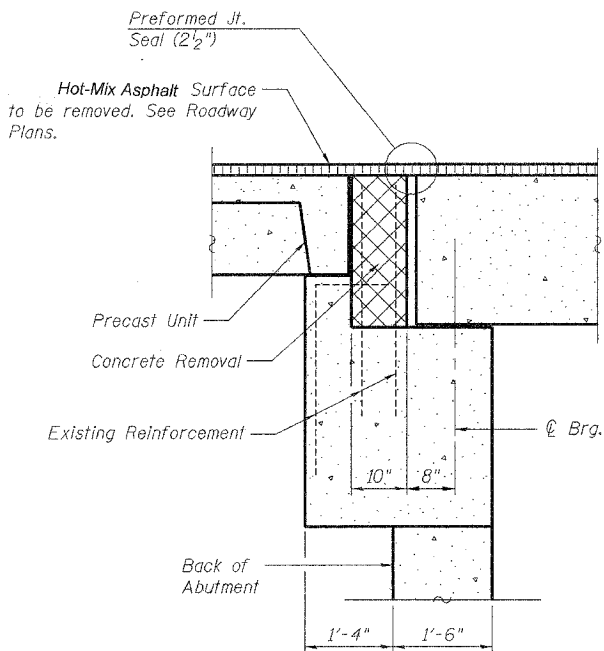 Preformed Jt.
Seal (2½")
Hot-Mix Asphalt Surface
to be removed. See Roadway
Plans.
Precast Unit
Concrete Removal
Existing Reinforcement
℄ Brg.
10" 8"
Back of
Abutment
1'-4" 1'-6"